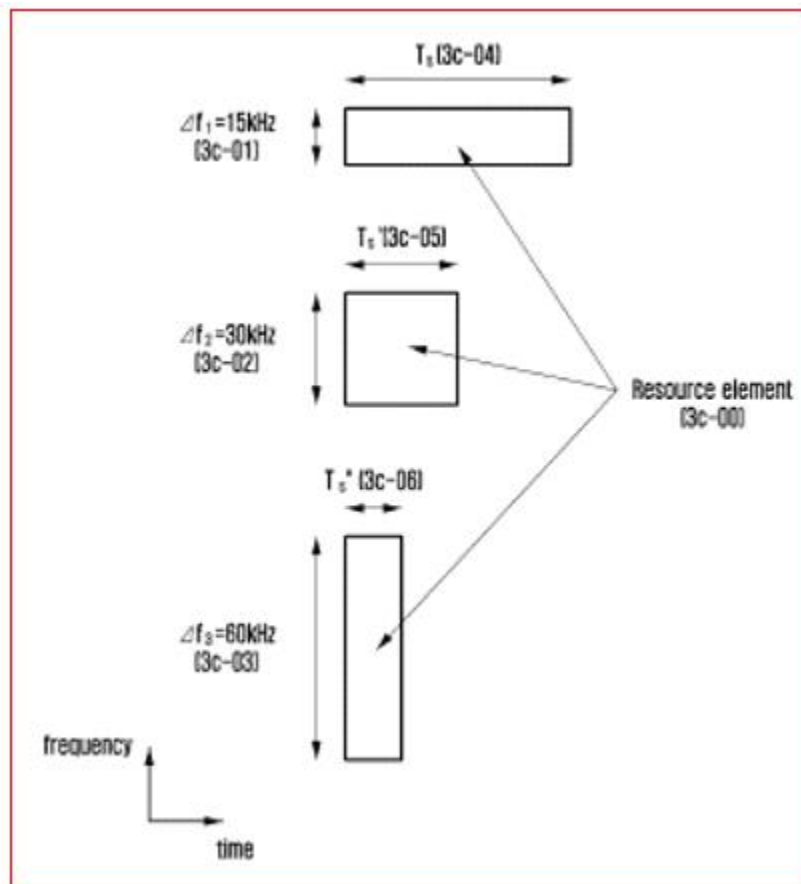 Tₛ (3c-04)
⊿f₁=15kHz
(3c-01)
Tₛ'(3c-05)
⊿f₂=30kHz
(3c-02)
Resource element
(3c-00)
Tₛ" (3c-06)
⊿f₃=60kHz
(3c-03)
frequency
time